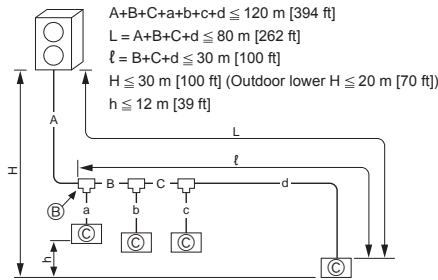 A+B+C+a+b+c+d ≦ 120 m [394 ft]
L = A+B+C+d ≦ 80 m [262 ft]
ℓ = B+C+d ≦ 30 m [100 ft]
H ≦ 30 m [100 ft] (Outdoor lower H ≦ 20 m [70 ft])
h ≦ 12 m [39 ft]
A
L
H
ℓ
B
C
d
Ⓑ
a
b
c
Ⓒ
Ⓒ
Ⓒ
h
Ⓒ